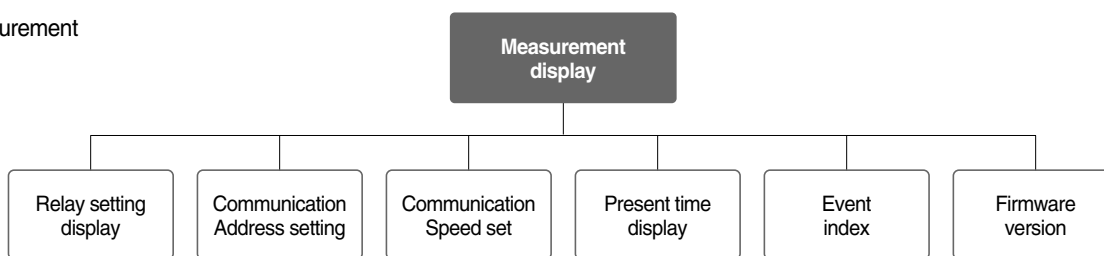 urement
Measurement
display
Relay setting
display
Communication
Address setting
Communication
Speed set
Present time
display
Event
index
Firmware
version